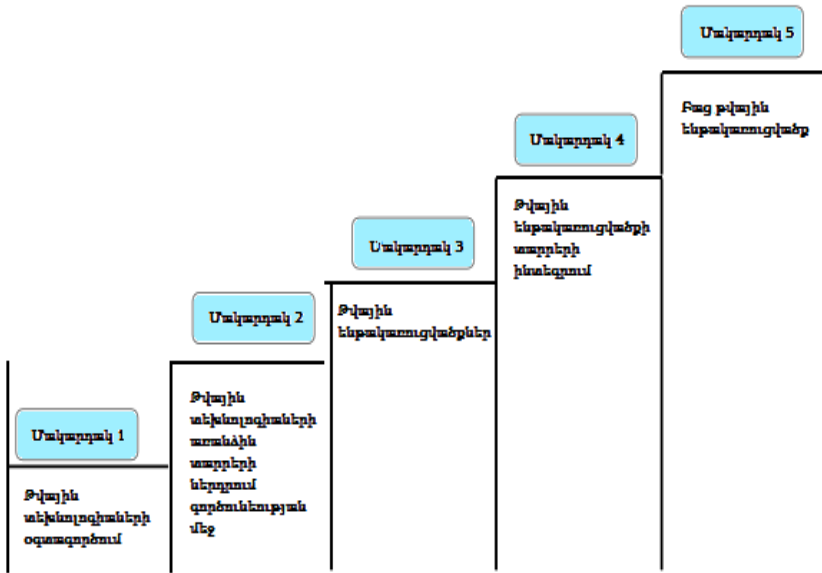 Մակարդակ 5
Բաց թվային
ենթակառուցվածք
Մակարդակ 4
Թվային
ենթակառուցվածքի
տարրերի
ինտեգրում
Մակարդակ 3
Թվային
ենթակառուցվածքներ
Մակարդակ 2
Թվային
տեխնոլոգիաների
առանձին
տարրերի
ներդրում
գործունեության
մեջ
Մակարդակ 1
Թվային
տեխնոլոգիաների
օգտագործում